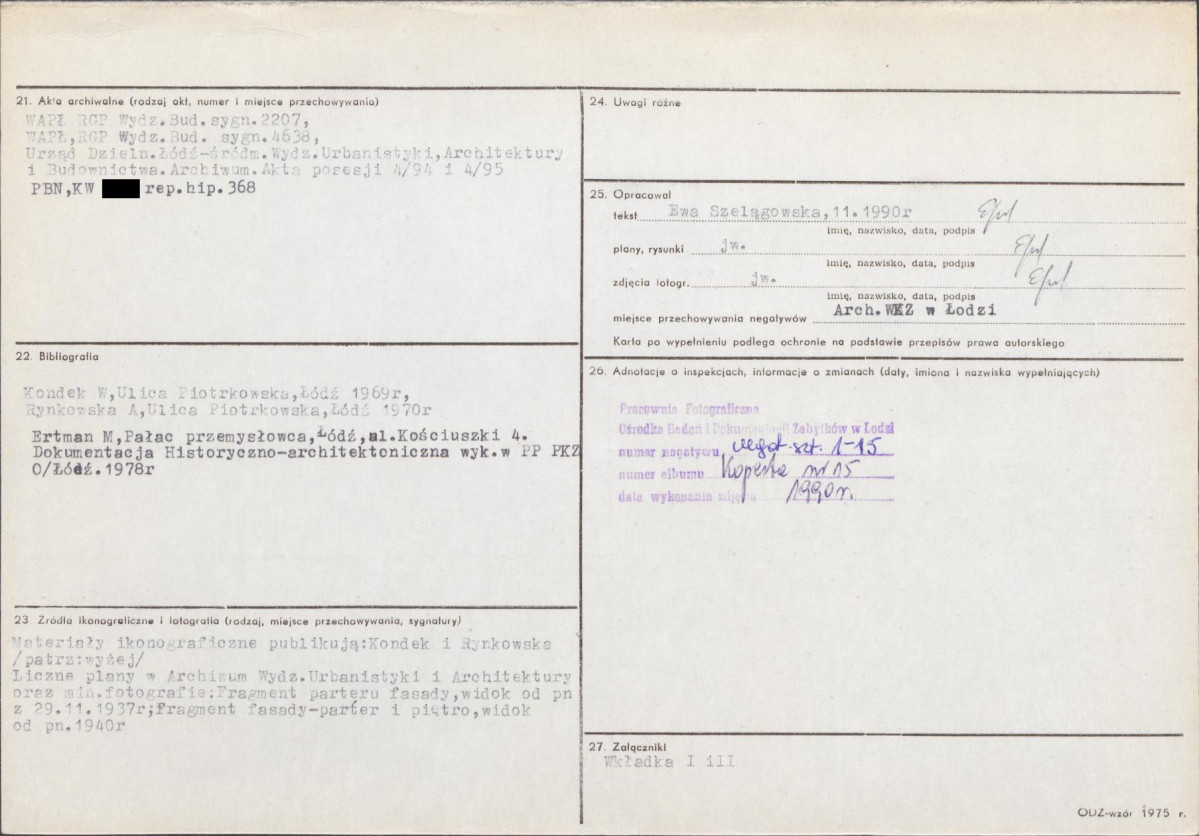 21. Akta archiwalne (rodzaj akt, numer i miejsce przechowywania)
WAPŁ RGP Wydz.Bud.sygn.2207,
WAPŁ,RGP Wydz.Bud. sygn.4638,
Urząd Dzieln.Łódź-śródm.Wydz.Urbanistyki,Architektury
i Budownictwa.Archiwum.Akta posesji 4/94 i 4/95
PBN,KW rep.hip.368
22. Bibliografia
Kondek W,Ulica Piotrkowska,Łódź 1969r,
Rynkowska A,Ulica Piotrkowska,Łódź 1970r
Ertman M,Pałac przemysłowca,Łódź,al.Kościuszki 4.
Dokumentacja Historyczno-architektoniczna wyk.w PP PKZ
O/Łódź.1978r
23 Źródła ikonograficzne i fotografia (rodzaj, miejsce przechowywania, sygnatury)
Materiały ikonograficzne publikują:Kondek i Rynkowska
/patrz:wyżej/
Liczne plany w Archiwum Wydz.Urbanistyki i Architektury
oraz min.fotografie:Fragment parteru fasady,widok od pn
z 29.11.1937r;Fragment fasady-parter i piętro,widok
od pn.1940r
24. Uwagi różne
25. Opracował
tekst Ewa Szelągowska,11.1990r
imię, nazwisko, data, podpis
plany, rysunki jw.
imię, nazwisko, data, podpis
zdjęcia fotogr. jw.
imię, nazwisko, data, podpis
miejsce przechowywania negatywów Arch.WKZ w Łodzi
Karta po wypełnieniu podlega ochronie na podstawie przepisów prawa autorskiego
26. Adnotacje o inspekcjach, informacje o zmianach (daty, imiona i nazwiska wypełniających)
Pracownia Fotograficzna
Ośrodka Badań i Dokumentacji Zabytków w Łodzi
numer negatywu negat. szt. 1-15
numer albumu Koperta nr 15
data wykonania zdjęcia 1990r.
27. Załączniki
Wkładka I iII
ODZ-wzór 1975 r.